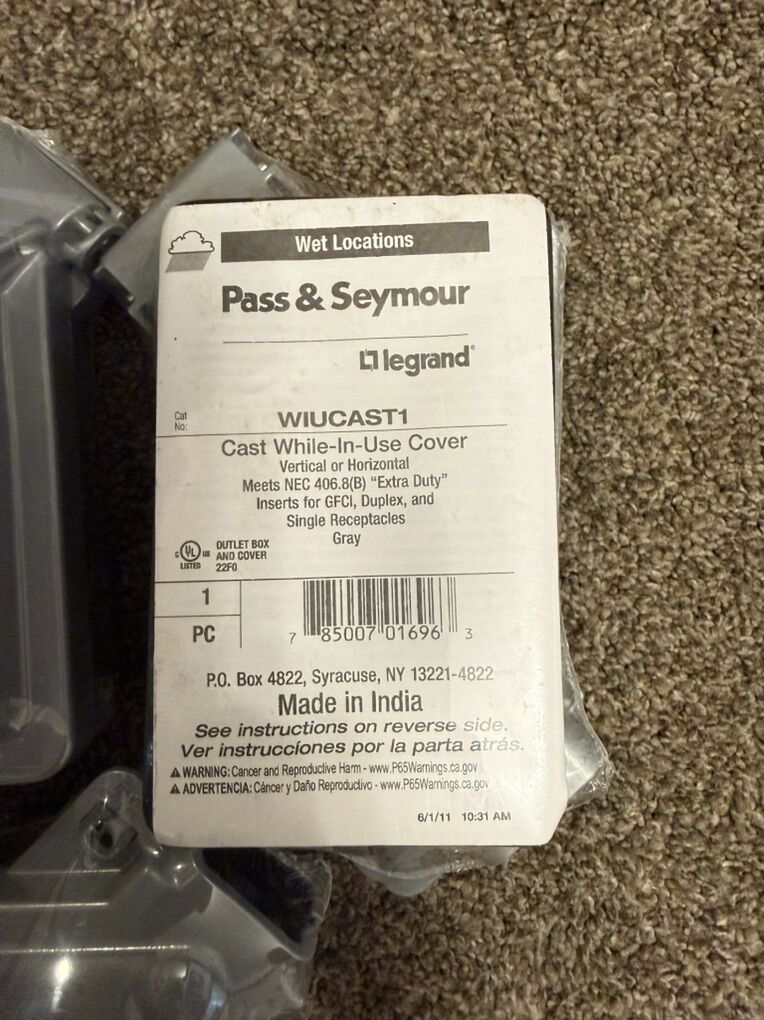 Wet Locations
Pass & Seymour
legrand®
Cat No: WIUCAST1
Cast While-In-Use Cover
Vertical or Horizontal
Meets NEC 406.8(B) “Extra Duty”
Inserts for GFCI, Duplex, and
Single Receptacles
Gray
C UL US LISTED
OUTLET BOX
AND COVER
22F0
1
PC
7 85007 01696 3
P.O. Box 4822, Syracuse, NY 13221-4822
Made in India
See instructions on reverse side.
Ver instrucciones por la parta atrás.
WARNING: Cancer and Reproductive Harm - www.P65Warnings.ca.gov
ADVERTENCIA: Cáncer y Daño Reproductivo - www.P65Warnings.ca.gov
6/1/11 10:31 AM